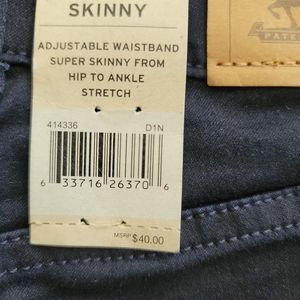 SKINNY
ADJUSTABLE WAISTBAND
SUPER SKINNY FROM
HIP TO ANKLE
STRETCH
414336 D1N
6 33716 26370 6
MSRP $40.00
PATE